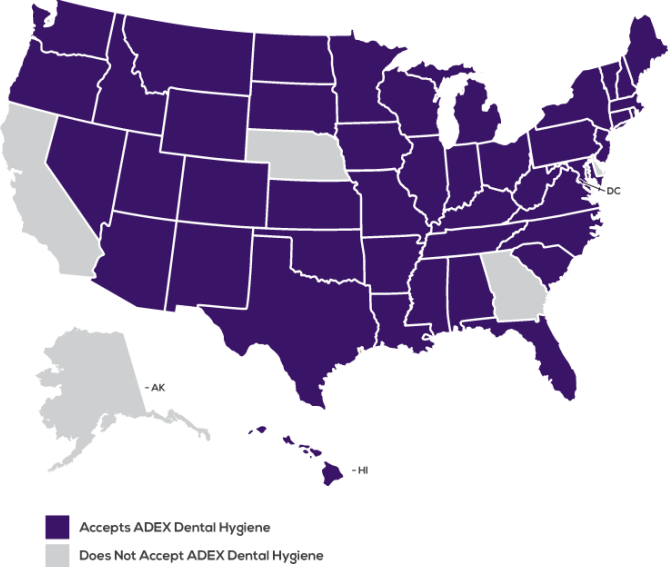 DC
- AK
- HI
Accepts ADEX Dental Hygiene
Does Not Accept ADEX Dental Hygiene